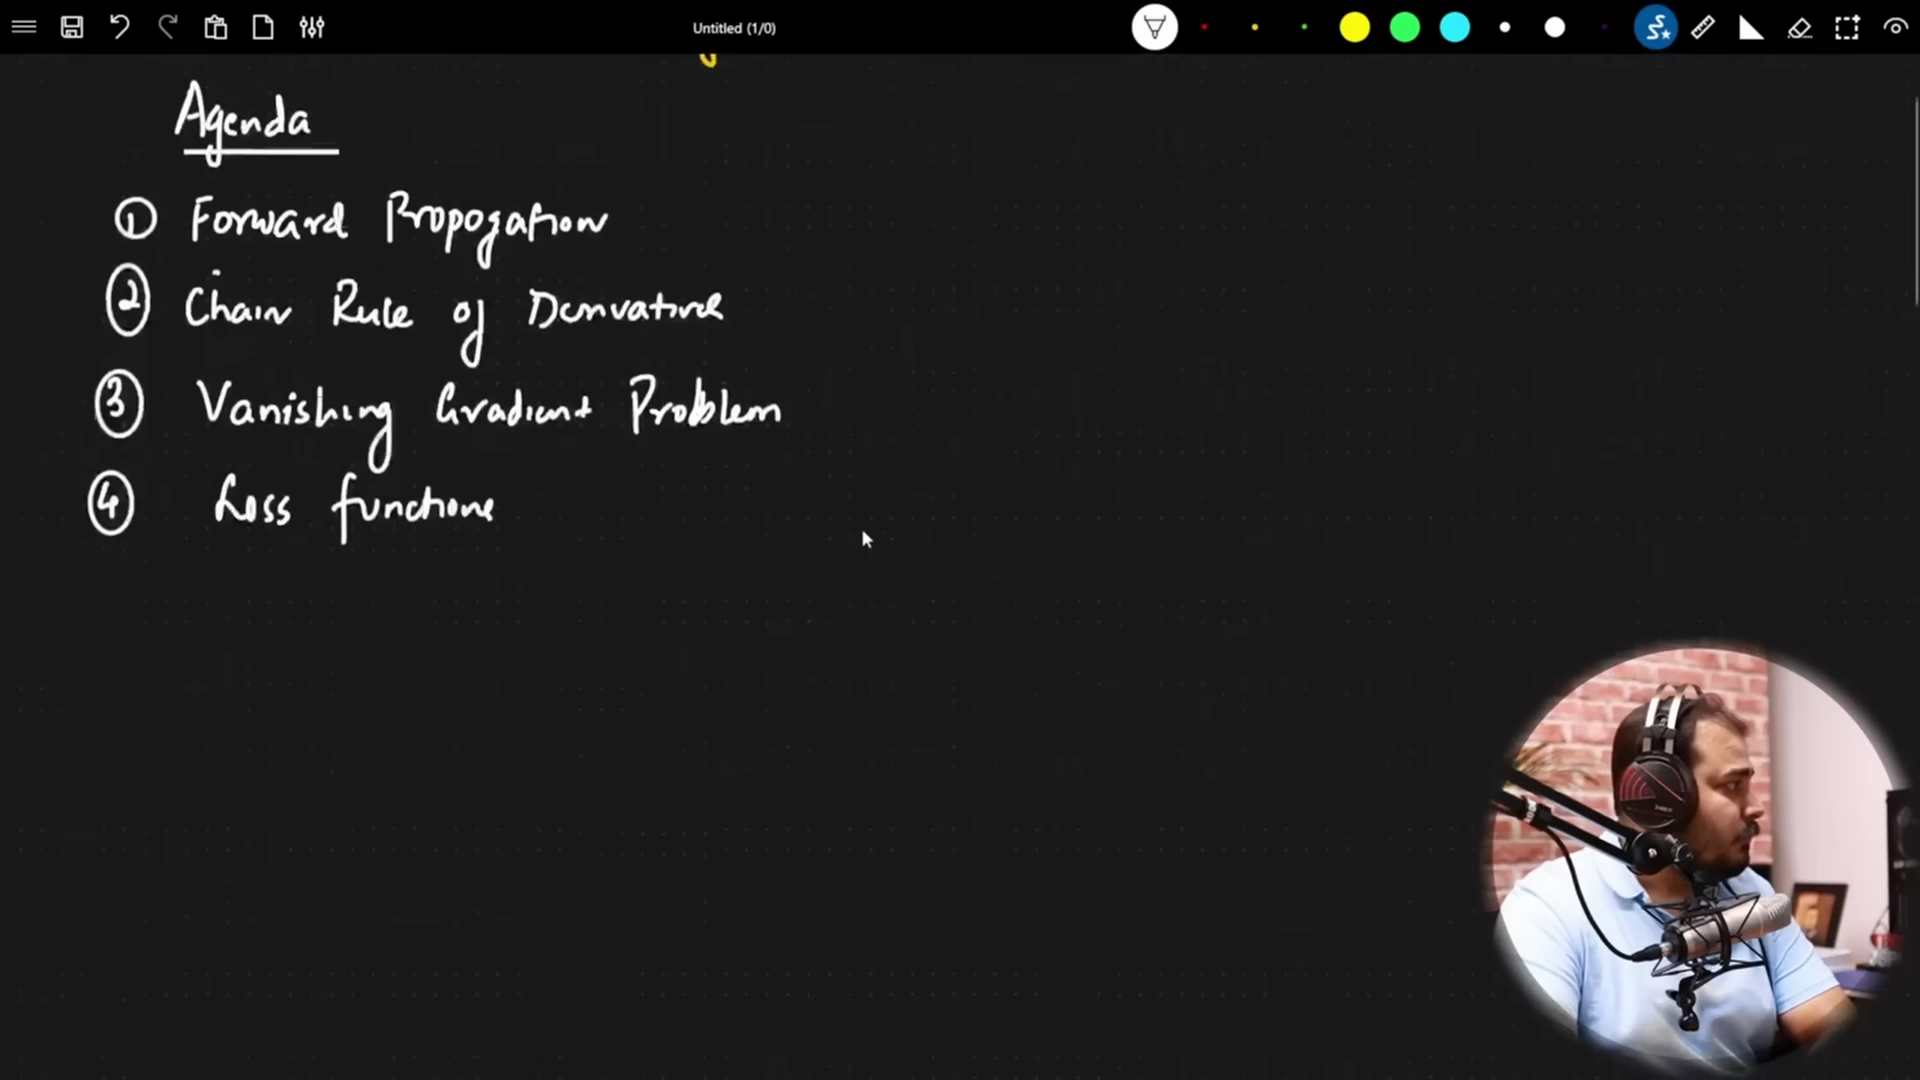 Untitled (1/0)
Agenda
① Forward Propogation
② Chain Rule of Derivative
③ Vanishing Gradient Problem
④ Loss functions